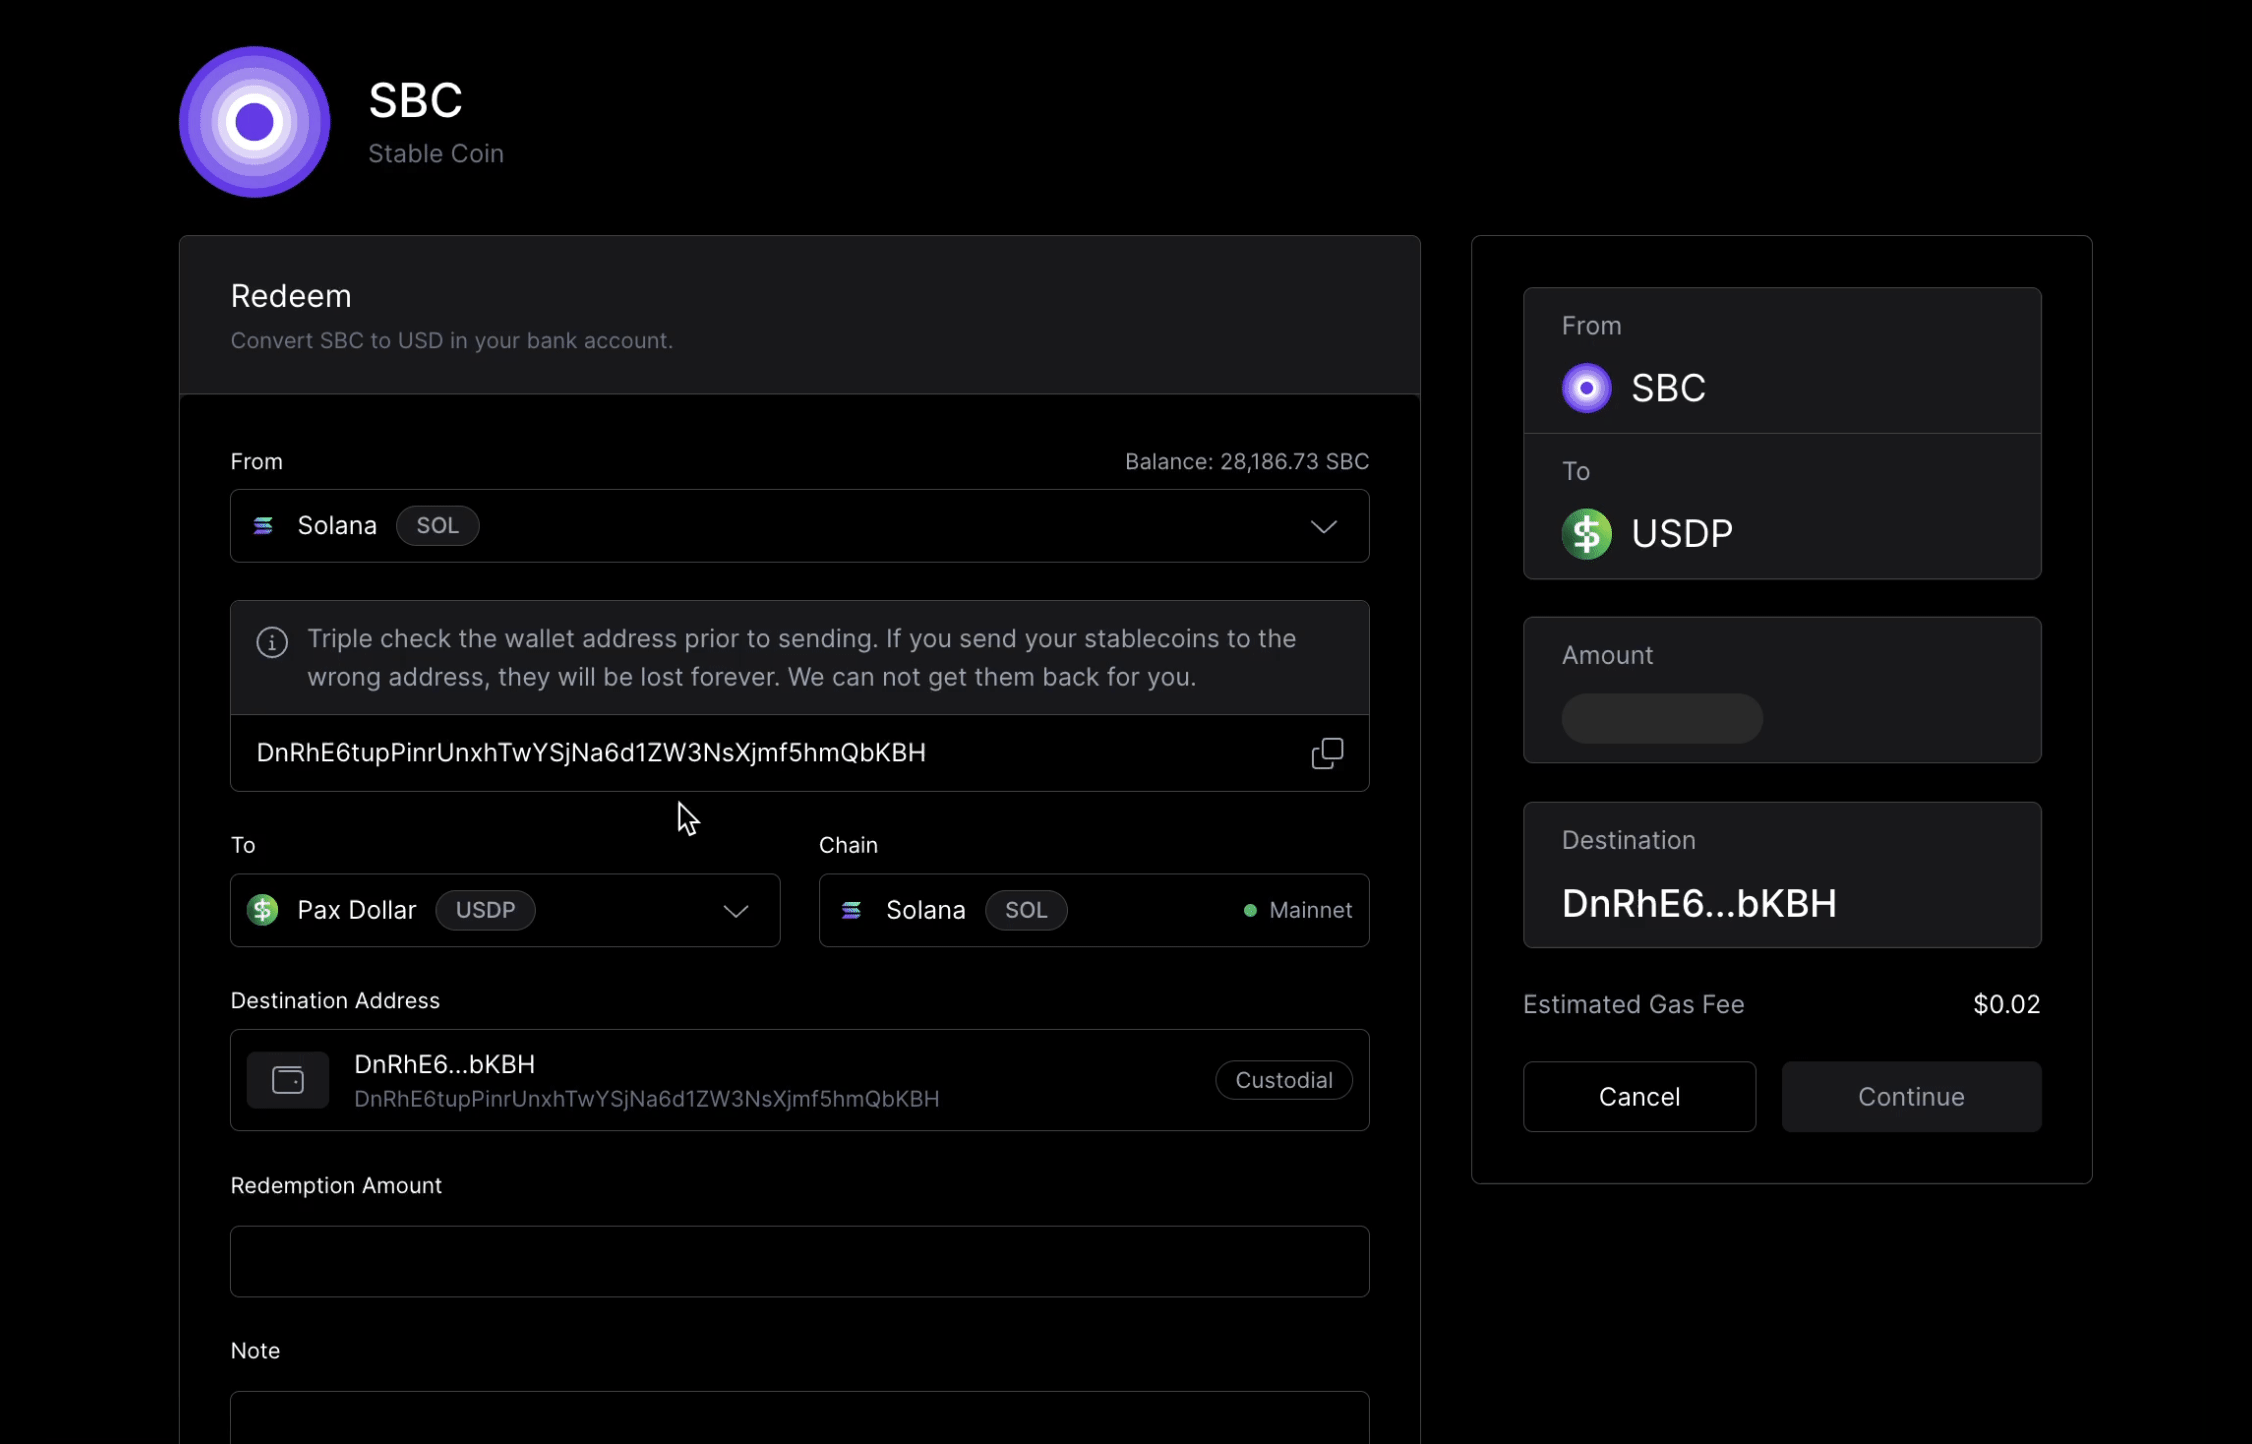 SBC
Stable Coin
Redeem
Convert SBC to USD in your bank account.
From
Balance: 28,186.73 SBC
Solana SOL
Triple check the wallet address prior to sending. If you send your stablecoins to the
wrong address, they will be lost forever. We can not get them back for you.
DnRhE6tupPinrUnxhTwYSjNa6d1ZW3NsXjmf5hmQbKBH
To
Pax Dollar USDP
Chain
Solana SOL Mainnet
Destination Address
DnRhE6...bKBH
DnRhE6tupPinrUnxhTwYSjNa6d1ZW3NsXjmf5hmQbKBH
Custodial
Redemption Amount
Note
From
SBC
To
USDP
Amount
Destination
DnRhE6...bKBH
Estimated Gas Fee $0.02
Cancel
Continue